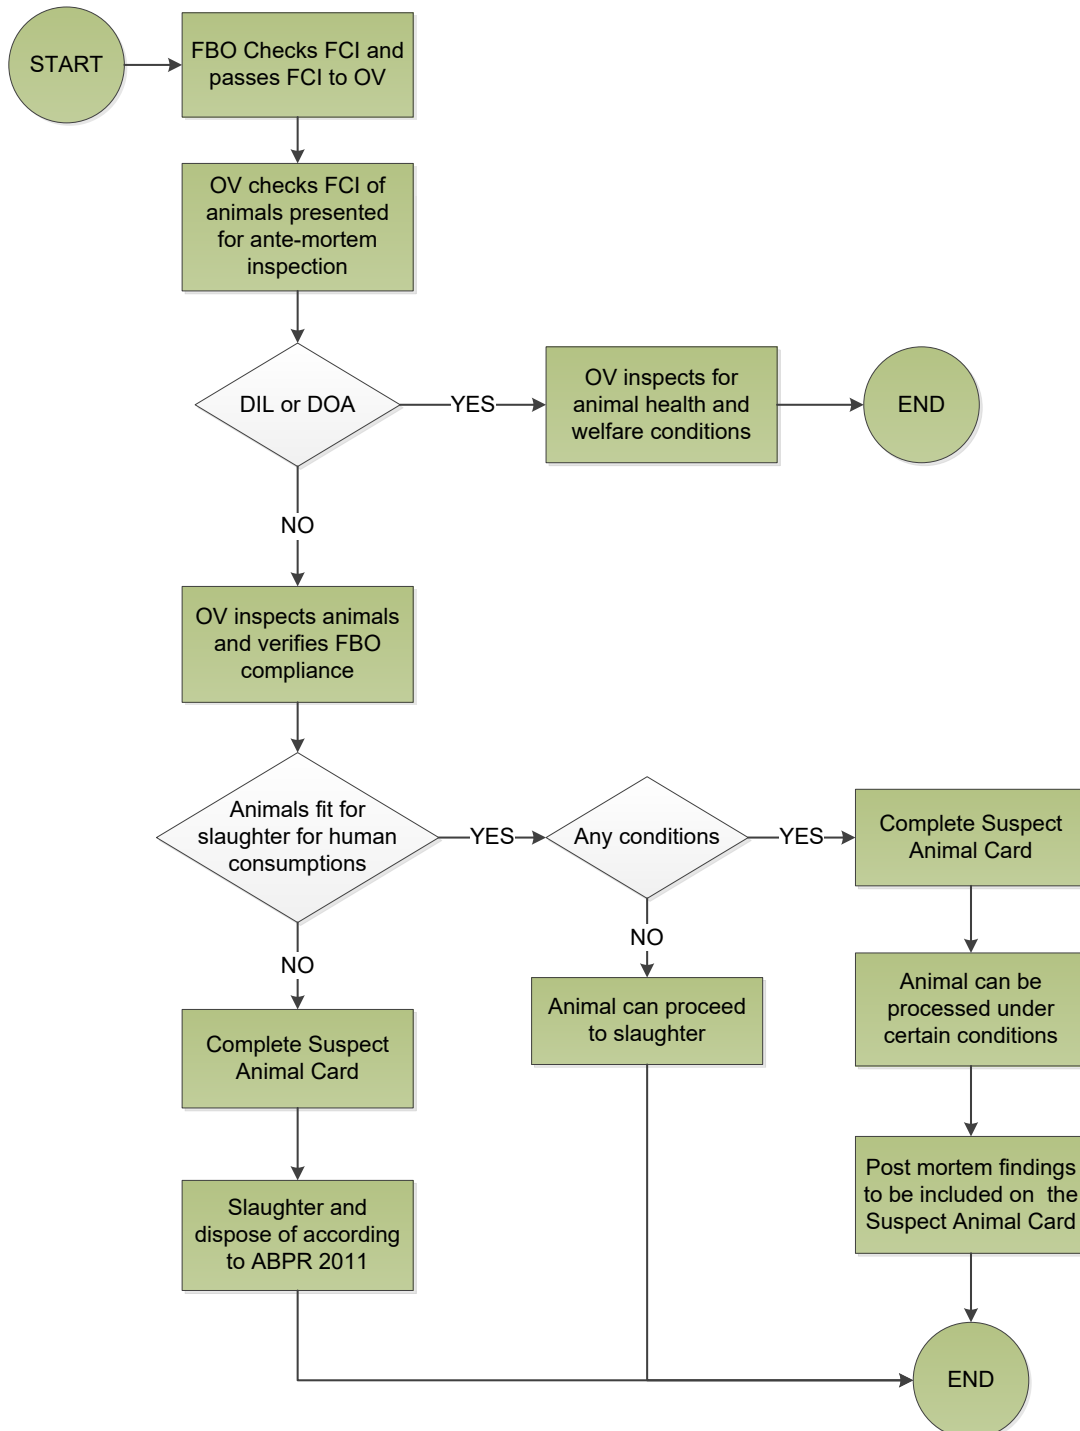 START
FBO Checks FCI and
passes FCI to OV
OV checks FCI of
animals presented
for ante-mortem
inspection
DIL or DOA
YES
OV inspects for
animal health and
welfare conditions
END
NO
OV inspects animals
and verifies FBO
compliance
Animals fit for
slaughter for human
consumptions
YES
Any conditions
YES
Complete Suspect
Animal Card
NO
NO
Animal can proceed
to slaughter
Animal can be
processed under
certain conditions
Complete Suspect
Animal Card
Post mortem findings
to be included on the
Suspect Animal Card
Slaughter and
dispose of according
to ABPR 2011
END